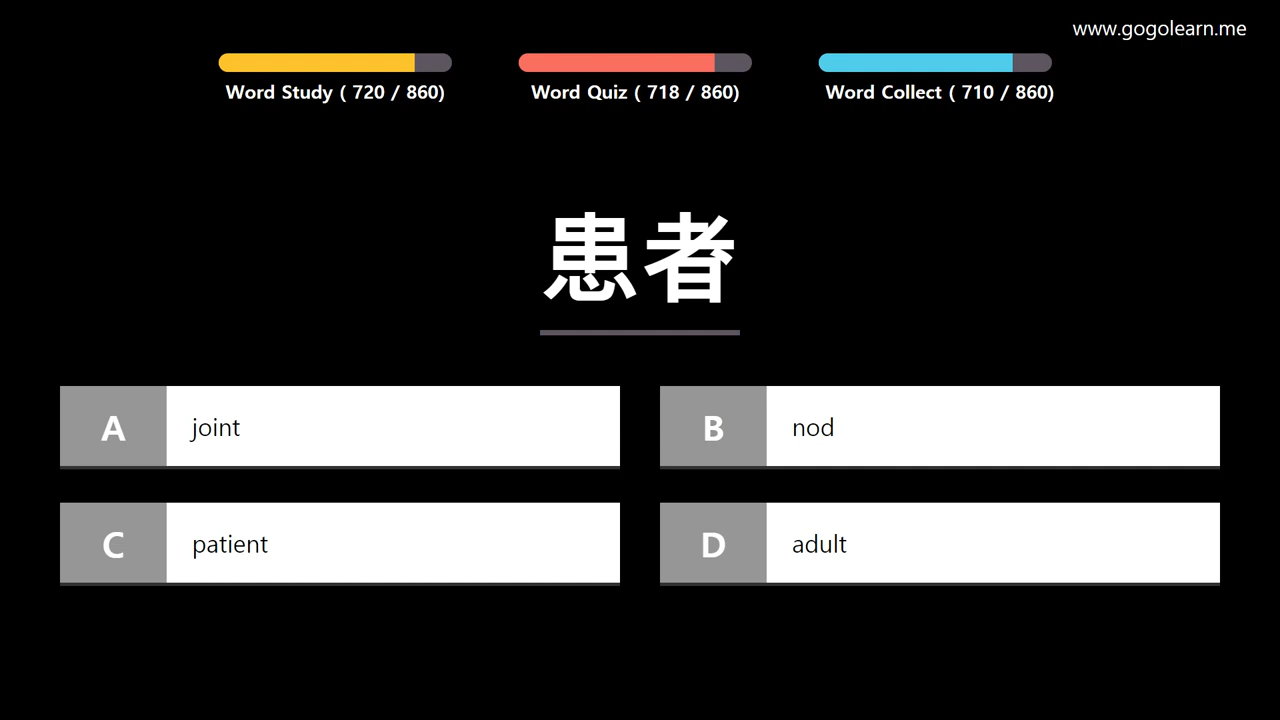 www.gogolearn.me
Word Study ( 720 / 860)
Word Quiz ( 718 / 860)
Word Collect ( 710 / 860)
患者
A joint
B nod
C patient
D adult